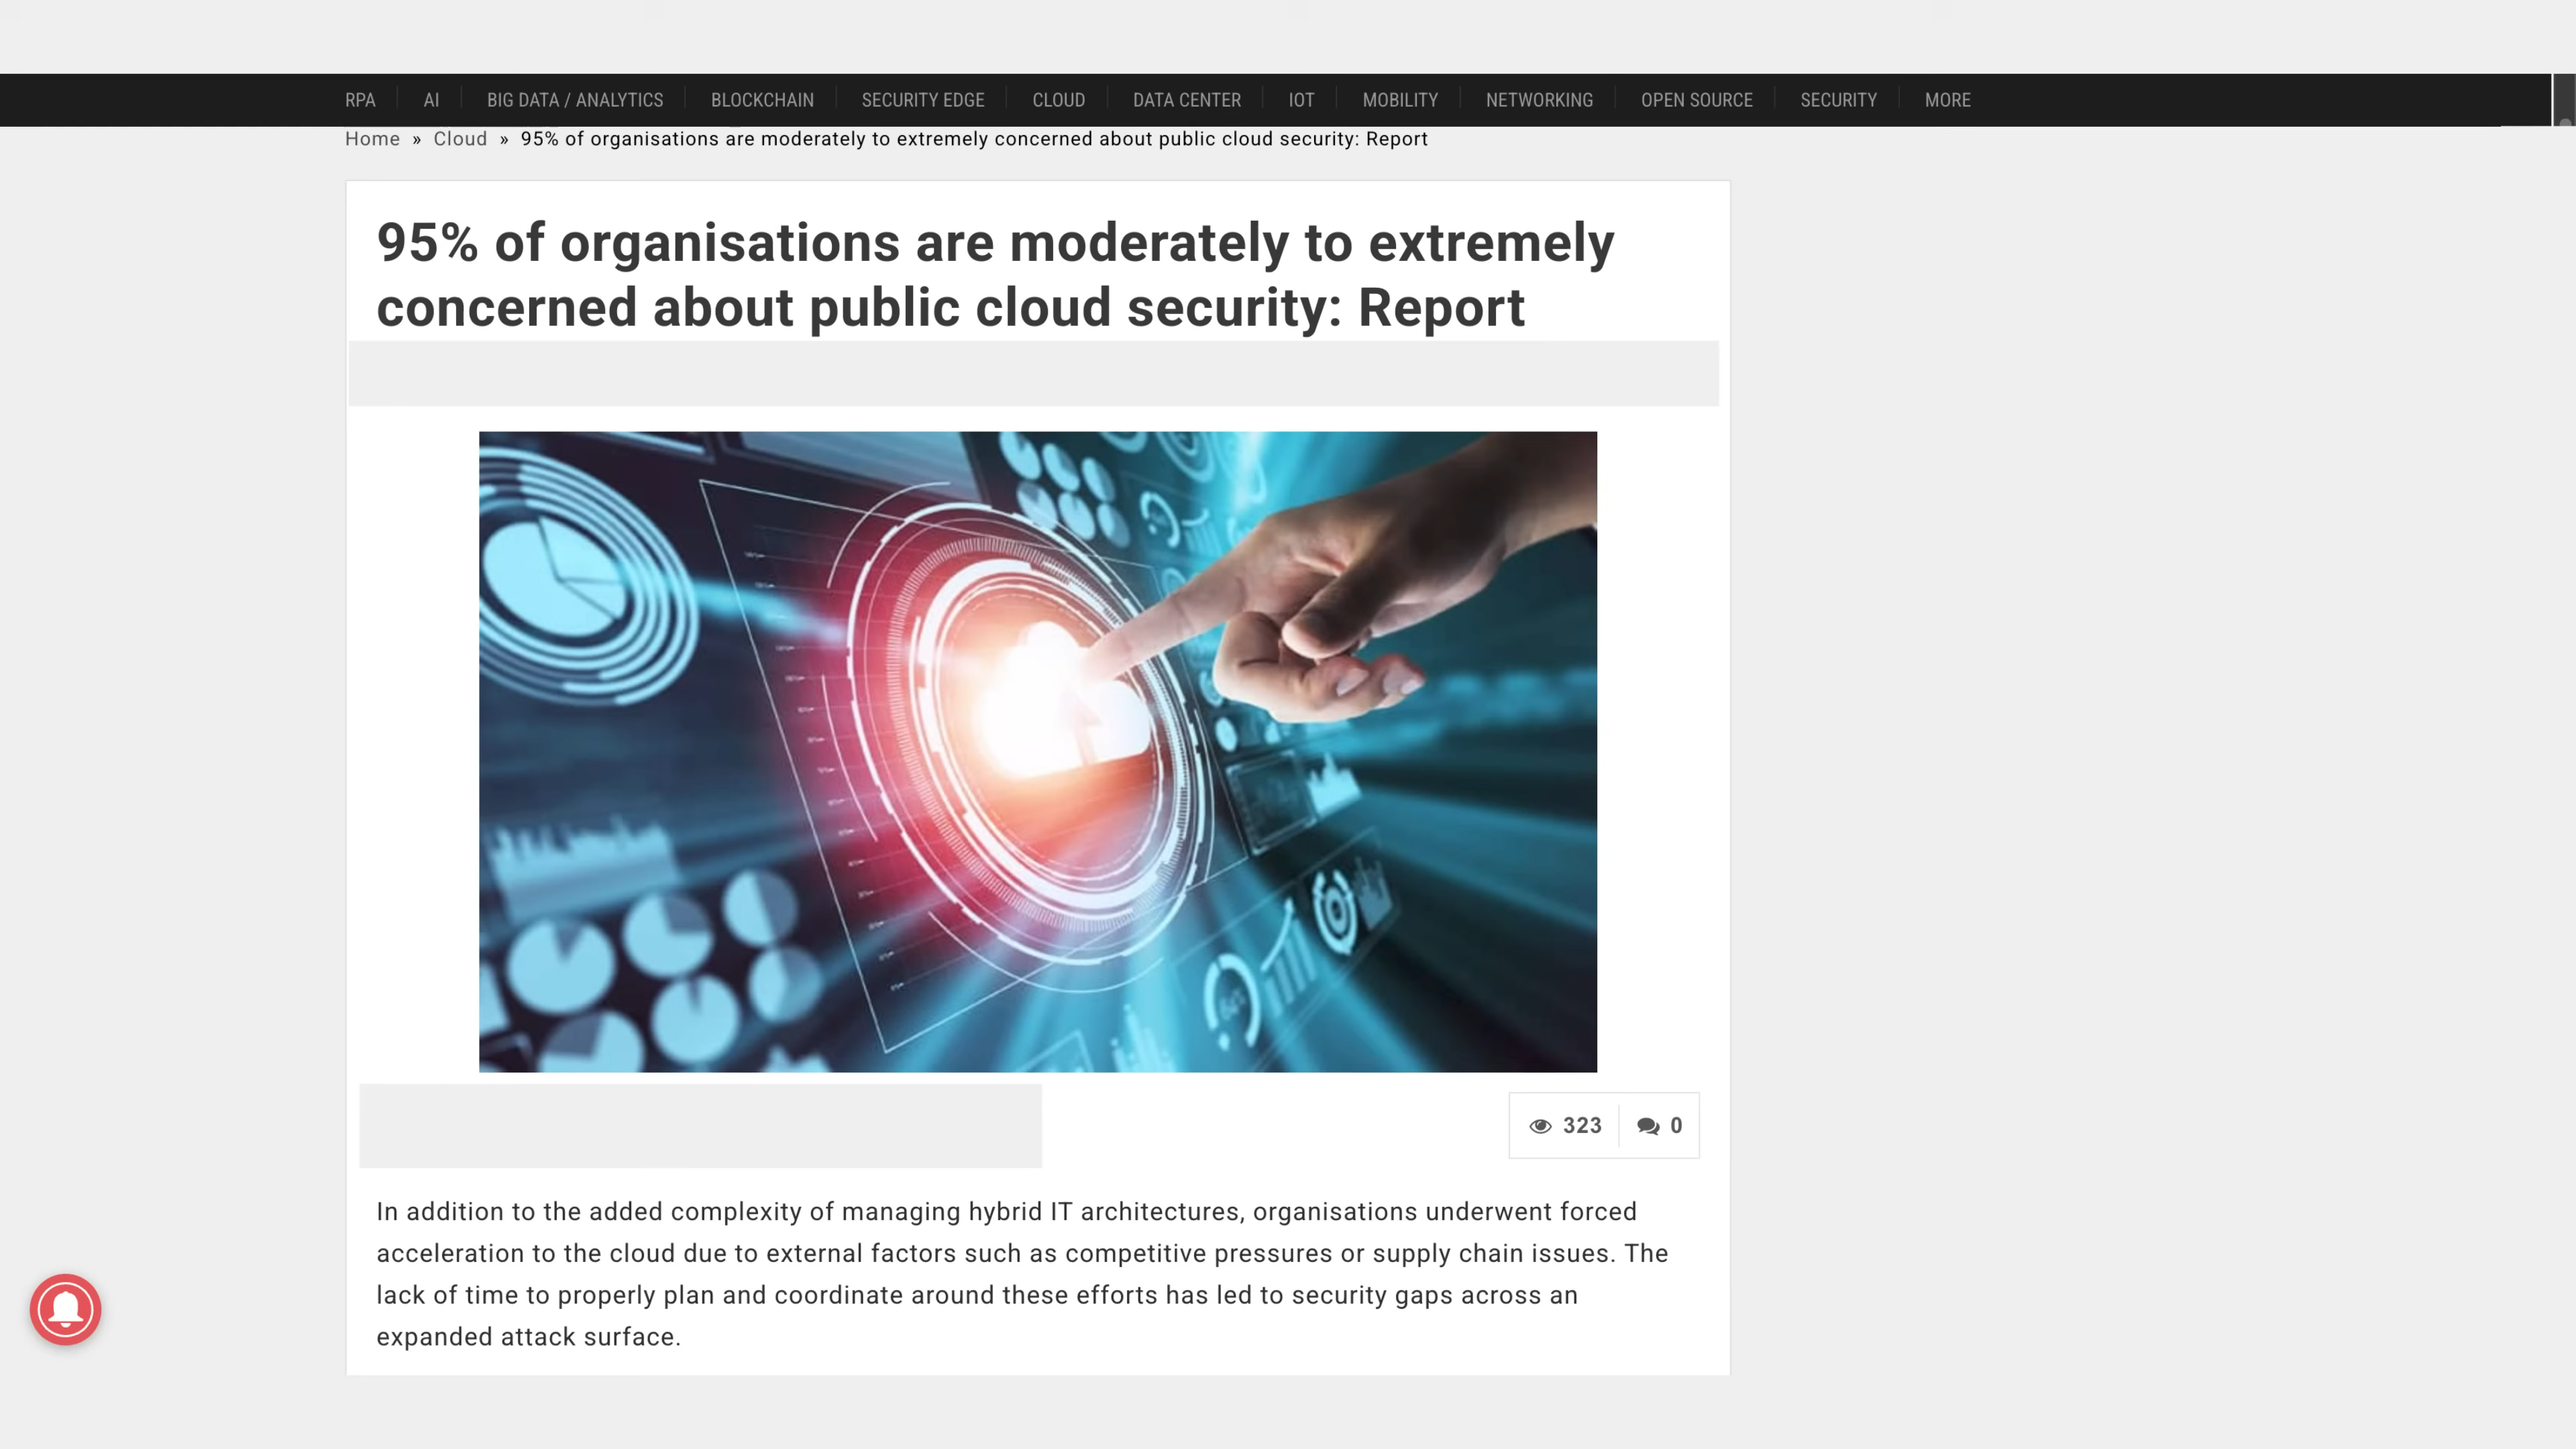 RPA AI BIG DATA / ANALYTICS BLOCKCHAIN SECURITY EDGE CLOUD DATA CENTER IOT MOBILITY NETWORKING OPEN SOURCE SECURITY MORE
Home » Cloud » 95% of organisations are moderately to extremely concerned about public cloud security: Report
95% of organisations are moderately to extremely
concerned about public cloud security: Report
323 0
In addition to the added complexity of managing hybrid IT architectures, organisations underwent forced
acceleration to the cloud due to external factors such as competitive pressures or supply chain issues. The
lack of time to properly plan and coordinate around these efforts has led to security gaps across an
expanded attack surface.